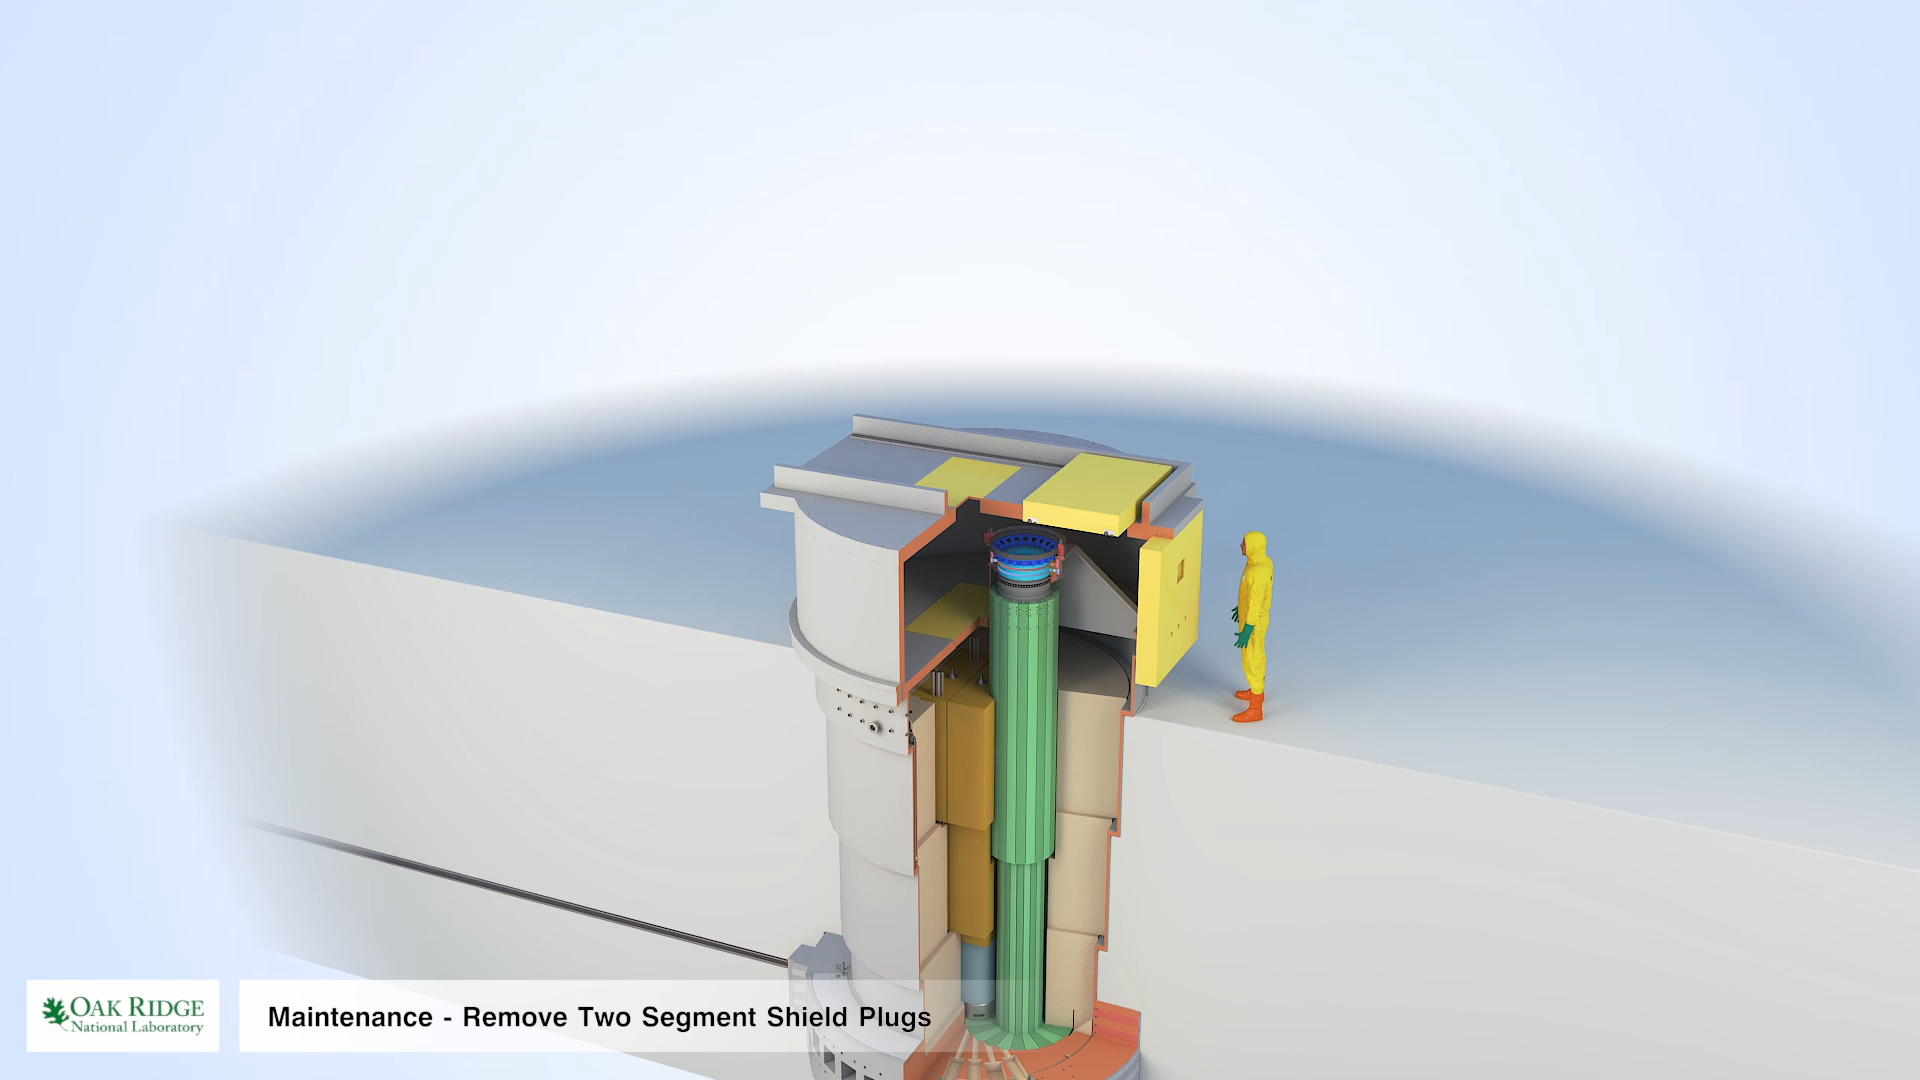 OAK RIDGE
National Laboratory
Maintenance - Remove Two Segment Shield Plugs